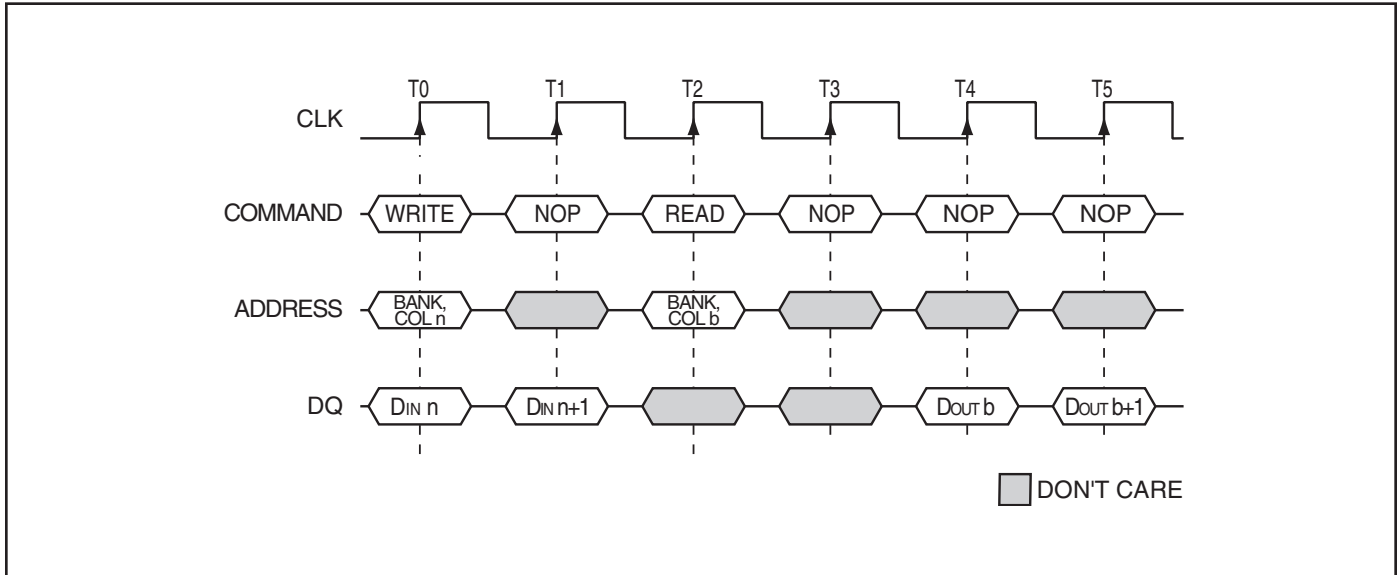 T0 T1 T2 T3 T4 T5
CLK
COMMAND WRITE NOP READ NOP NOP NOP
ADDRESS BANK, COL n BANK, COL b
DQ DIN n DIN n+1 DOUT b DOUT b+1
DON'T CARE